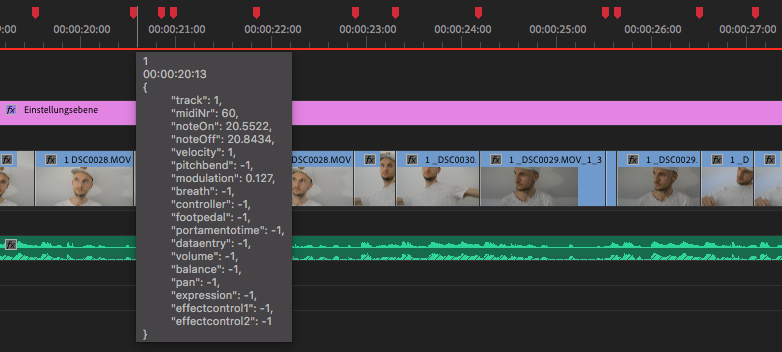 9:00
00:00:20:00
00:00:21:00
00:00:22:00
00:00:23:00
00:00:24:00
00:00:25:00
00:00:26:00
00:00:27:00
1
00:00:20:13
{
"track": 1,
"midiNr": 60,
"noteOn": 20.5522,
"noteOff": 20.8434,
"velocity": 1,
"pitchbend": -1,
"modulation": 0.127,
"breath": -1,
"controller": -1,
"footpedal": -1,
"portamentotime": -1,
"dataentry": -1,
"volume": -1,
"balance": -1,
"pan": -1,
"expression": -1,
"effectcontrol1": -1,
"effectcontrol2": -1
}
fx Einstellungsebene
fx
fx 1 DSC0028.MOV
DSC0028.MOV
fx
fx 1 _DSC0030.
fx 1 _DSC0029.MOV_1_3
fx 1 _DSC0029.
fx 1 _D
fx
fx